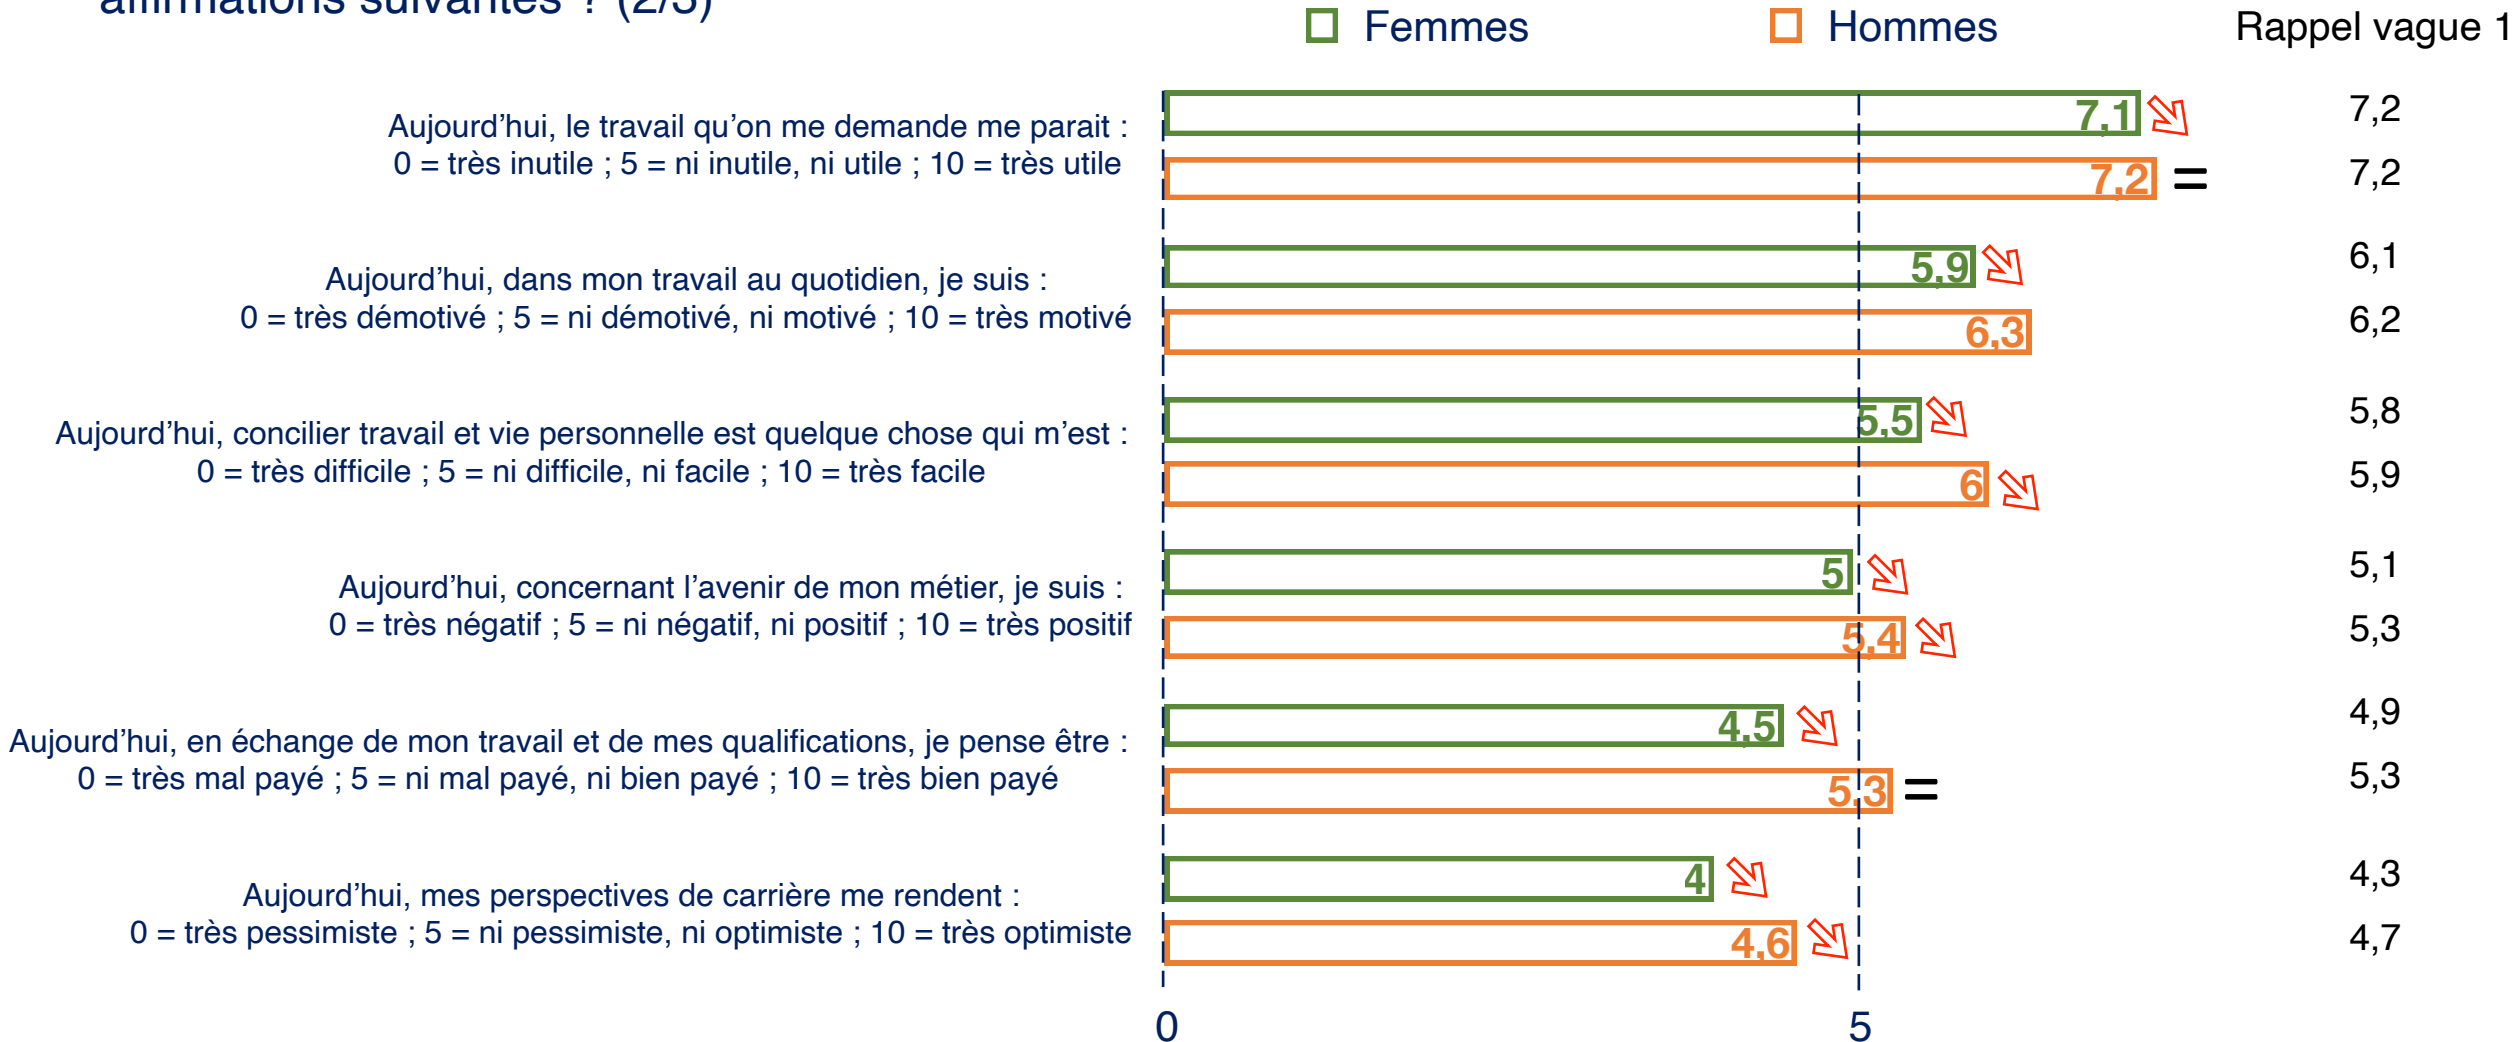 affirmations suivantes ? (2/3)
Femmes
Hommes
Rappel vague 1
Aujourd’hui, le travail qu’on me demande me parait :
0 = très inutile ; 5 = ni inutile, ni utile ; 10 = très utile
7,1
7,2
7,2 =
7,2
Aujourd’hui, dans mon travail au quotidien, je suis :
0 = très démotivé ; 5 = ni démotivé, ni motivé ; 10 = très motivé
5,9
6,1
6,3
6,2
Aujourd’hui, concilier travail et vie personnelle est quelque chose qui m’est :
0 = très difficile ; 5 = ni difficile, ni facile ; 10 = très facile
5,5
5,8
6
5,9
Aujourd’hui, concernant l’avenir de mon métier, je suis :
0 = très négatif ; 5 = ni négatif, ni positif ; 10 = très positif
5
5,1
5,4
5,3
Aujourd’hui, en échange de mon travail et de mes qualifications, je pense être :
0 = très mal payé ; 5 = ni mal payé, ni bien payé ; 10 = très bien payé
4,5
4,9
5,3 =
5,3
Aujourd’hui, mes perspectives de carrière me rendent :
0 = très pessimiste ; 5 = ni pessimiste, ni optimiste ; 10 = très optimiste
4
4,3
4,6
4,7
0
5